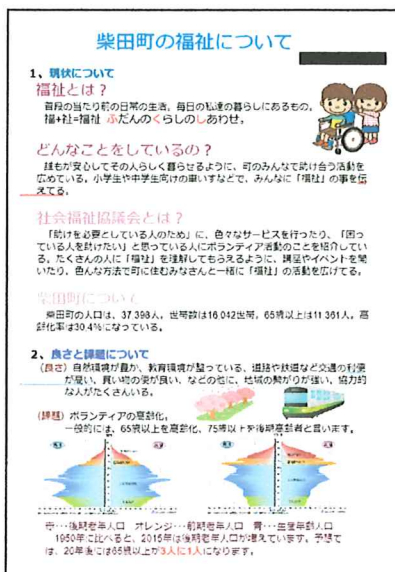 柴田町の福祉について
1、現状について
福祉とは？
普段の当たり前の日常の生活。毎日の私達の暮らしにあるもの。
福+祉=福祉 ふだんのくらしのしあわせ。
どんなことをしているの？
誰もが安心してその人らしく暮らせるように、町のみんなで助け合う活動を
広めている。小学生や中学生向けの車いすなどで、みんなに「福祉」の事を伝
えてる。
社会福祉協議会とは？
「助けを必要としている人のため」に、色々なサービスを行ったり、「困っ
ている人を助けたい」と思っている人にボランティア活動のことを紹介してい
る。たくさんの人に「福祉」を理解してもらえるように、講座やイベントを開
いたり、色んな方法で町に住むみなさんと一緒に「福祉」の活動を広げてる。
柴田町について
柴田町の人口は、37,398人、世帯数は16,042世帯。65歳以上は11,361人。高
齢化率は30.4%になっている。
2、良さと課題について
（良さ）自然環境が豊か、教育環境が整っている、道路や鉄道など交通の利便
が高い、買い物の便が良い、などの他に、地域の繋がりが強い、協力的
な人がたくさんいる。
（課題）ボランティアの高齢化。
一般的には、65歳以上を高齢化、75歳以上を後期高齢者と言います。
オレンジ・・・前期老年人口 青・・・生産年齢人口
1950年に比べると、2015年は後期老年人口が増えています。予想で
は、20年後には65歳以上が3人に1人になります。